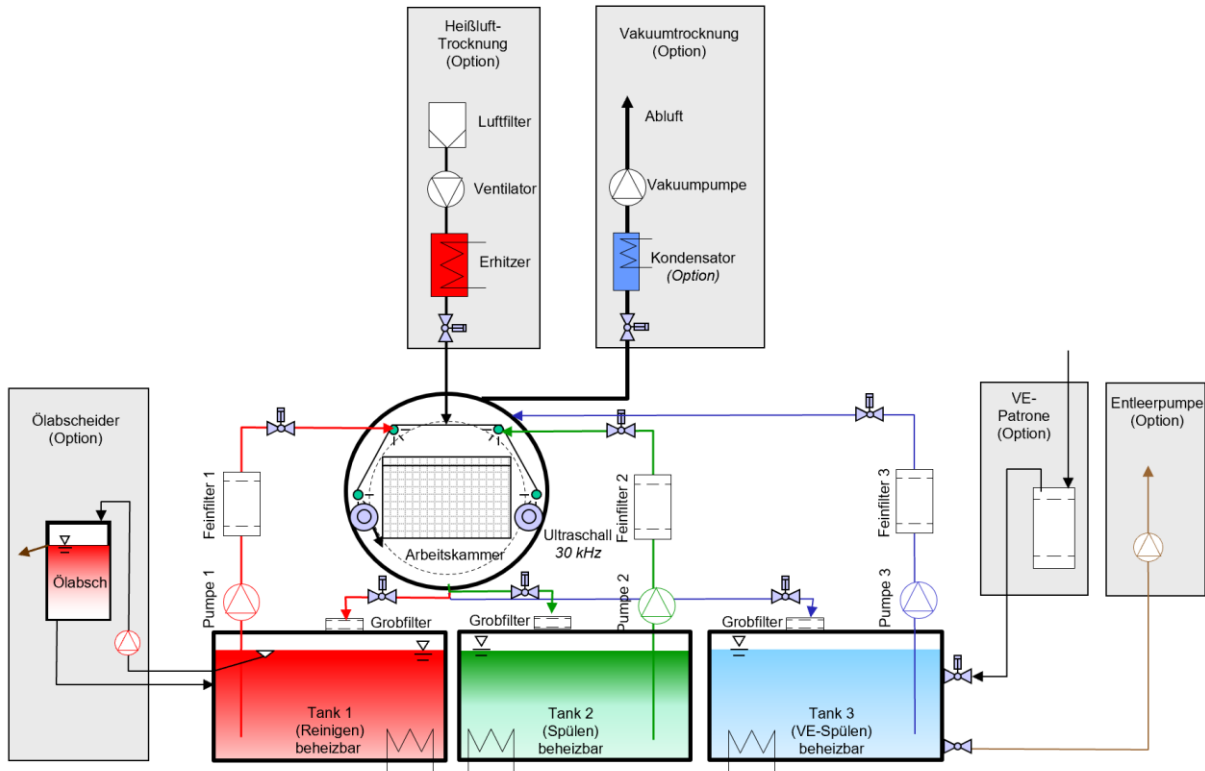 Heißluft-
Trocknung
(Option)
Luftfilter
Ventilator
Erhitzer
Vakuumtrocknung
(Option)
Abluft
Vakuumpumpe
Kondensator
(Option)
Ölabscheider
(Option)
Ölabsch
Feinfilter 1
Pumpe 1
Arbeitskammer
Ultraschall
30 kHz
Feinfilter 2
Pumpe 2
Feinfilter 3
Pumpe 3
VE-
Patrone
(Option)
Entleerpumpe
(Option)
Grobfilter
Grobfilter
Grobfilter
Tank 1
(Reinigen)
beheizbar
Tank 2
(Spülen)
beheizbar
Tank 3
(VE-Spülen)
beheizbar